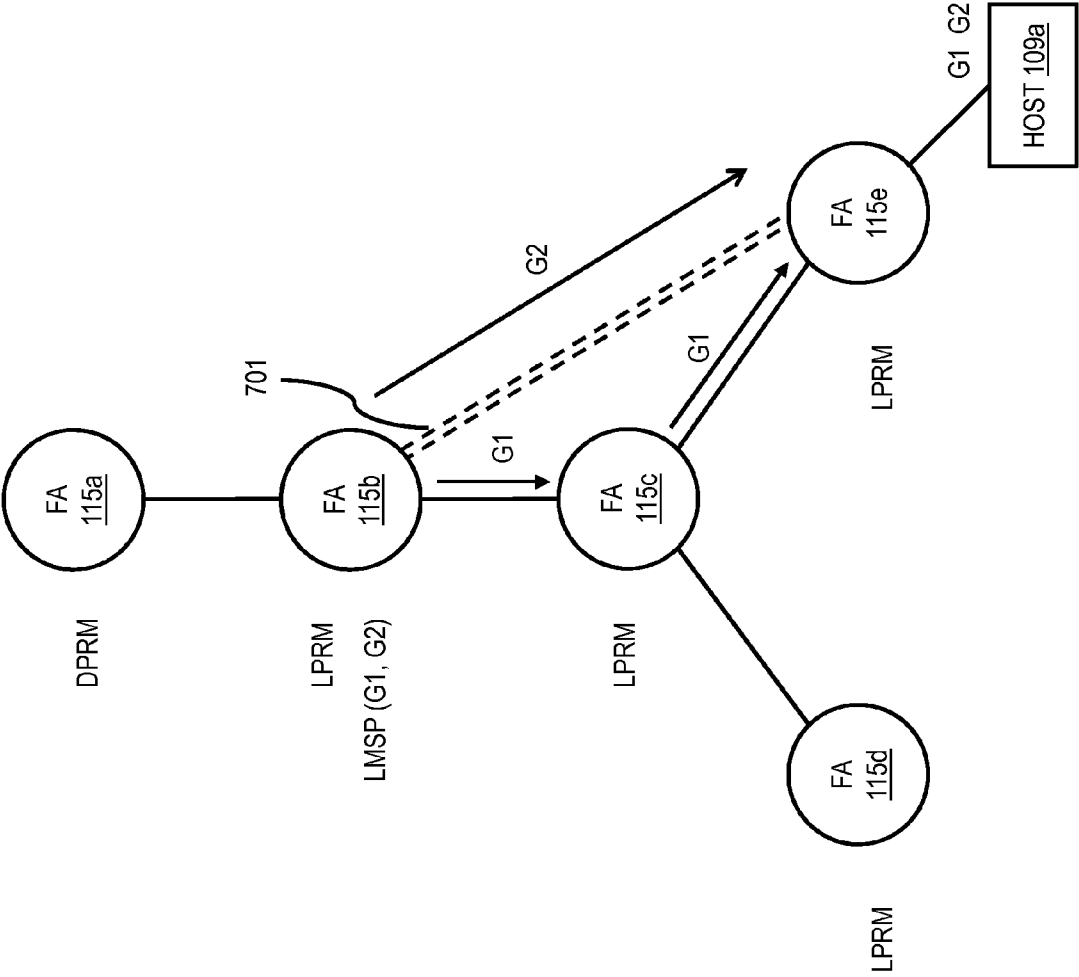 FA
115a
DPRM
701
FA
115b
LPRM
LMSP (G1, G2)
G2
G1
FA
115c
LPRM
G1
FA
115d
LPRM
FA
115e
LPRM
G1 G2
HOST 109a